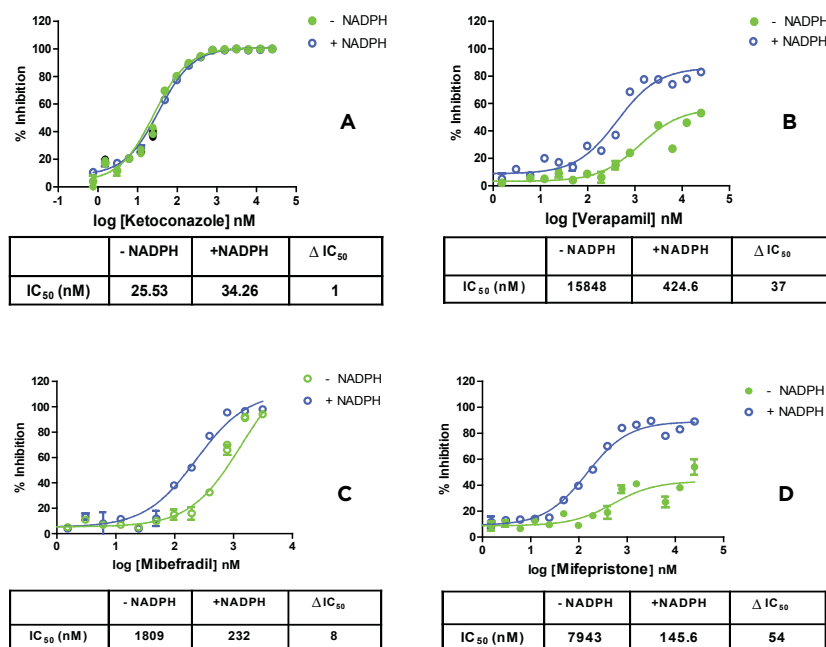 - NADPH
+ NADPH
120
100
80
60
40
20
0
% Inhibition
A
-1 0 1 2 3 4 5
log [Ketoconazole] nM
- NADPH +NADPH Δ IC50
IC50 (nM) 25.53 34.26 1
- NADPH
+ NADPH
120
100
80
60
40
20
0
% Inhibition
B
0 1 2 3 4 5
log [Verapamil] nM
- NADPH +NADPH Δ IC50
IC50 (nM) 15848 424.6 37
- NADPH
+ NADPH
120
100
80
60
40
20
0
% Inhibition
C
0 1 2 3 4
log [Mibefradil] nM
- NADPH +NADPH Δ IC50
IC50 (nM) 1809 232 8
- NADPH
+ NADPH
120
100
80
60
40
20
0
% Inhibition
D
0 1 2 3 4 5
log [Mifepristone] nM
- NADPH +NADPH Δ IC50
IC50 (nM) 7943 145.6 54